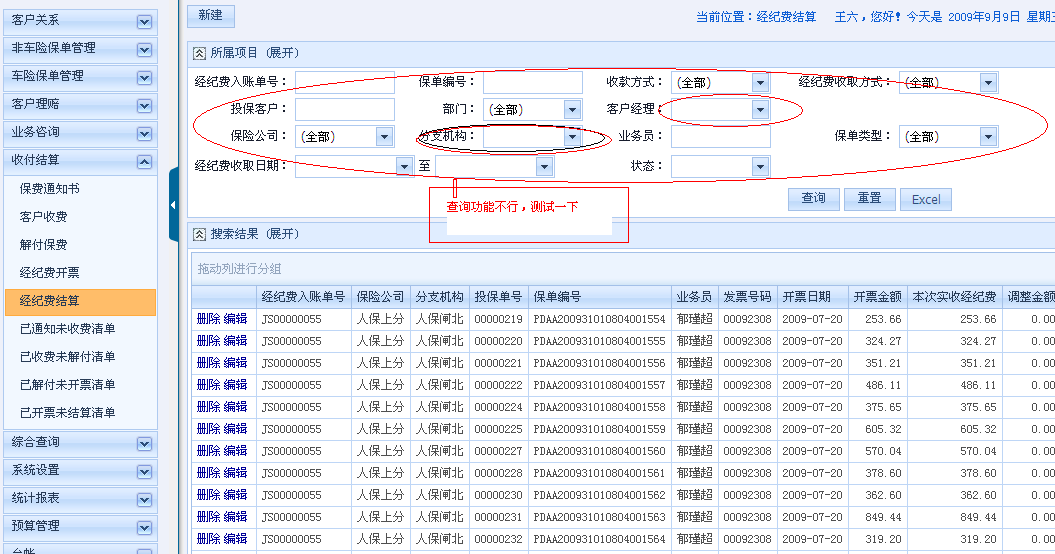 客户关系
非车险保单管理
车险保单管理
客户理赔
业务咨询
收付结算
保费通知书
客户收费
解付保费
经纪费开票
经纪费结算
已通知未收费清单
已收费未解付清单
已解付未开票清单
已开票未结算清单
综合查询
系统设置
统计报表
预算管理
台帐
新建
当前位置：经纪费结算 王六，您好！今天是 2009年9月9日 星期三
所属项目 (展开)
经纪费入账单号： 保单编号： 收款方式： (全部) 经纪费收取方式： (全部)
投保客户： 部门： (全部) 客户经理：
保险公司： (全部) 分支机构： 业务员： 保单类型： (全部)
经纪费收取日期： 至 状态：
查询功能不行，测试一下
查询 重置 Excel
搜索结果 (展开)
拖动列进行分组
经纪费入账单号 保险公司 分支机构 投保单号 保单编号 业务员 发票号码 开票日期 开票金额 本次实收经纪费 调整金额
删除 编辑 JS00000055 人保上分 人保闸北 00000219 PDAA200931010804001554 郁瑾超 00092308 2009-07-20 253.66 253.66 0.00
删除 编辑 JS00000055 人保上分 人保闸北 00000220 PDAA200931010804001555 郁瑾超 00092308 2009-07-20 324.27 324.27 0.00
删除 编辑 JS00000055 人保上分 人保闸北 00000221 PDAA200931010804001556 郁瑾超 00092308 2009-07-20 351.21 351.21 0.00
删除 编辑 JS00000055 人保上分 人保闸北 00000222 PDAA200931010804001557 郁瑾超 00092308 2009-07-20 486.11 486.11 0.00
删除 编辑 JS00000055 人保上分 人保闸北 00000224 PDAA200931010804001558 郁瑾超 00092308 2009-07-20 375.65 375.65 0.00
删除 编辑 JS00000055 人保上分 人保闸北 00000225 PDAA200931010804001559 郁瑾超 00092308 2009-07-20 605.32 605.32 0.00
删除 编辑 JS00000055 人保上分 人保闸北 00000227 PDAA200931010804001560 郁瑾超 00092308 2009-07-20 570.04 570.04 0.00
删除 编辑 JS00000055 人保上分 人保闸北 00000228 PDAA200931010804001561 郁瑾超 00092308 2009-07-20 378.60 378.60 0.00
删除 编辑 JS00000055 人保上分 人保闸北 00000230 PDAA200931010804001562 郁瑾超 00092308 2009-07-20 362.60 362.60 0.00
删除 编辑 JS00000055 人保上分 人保闸北 00000231 PDAA200931010804001563 郁瑾超 00092308 2009-07-20 849.44 849.44 0.00
删除 编辑 JS00000055 人保上分 人保闸北 00000232 PDAA200931010804001564 郁瑾超 00092308 2009-07-20 319.20 319.20 0.00